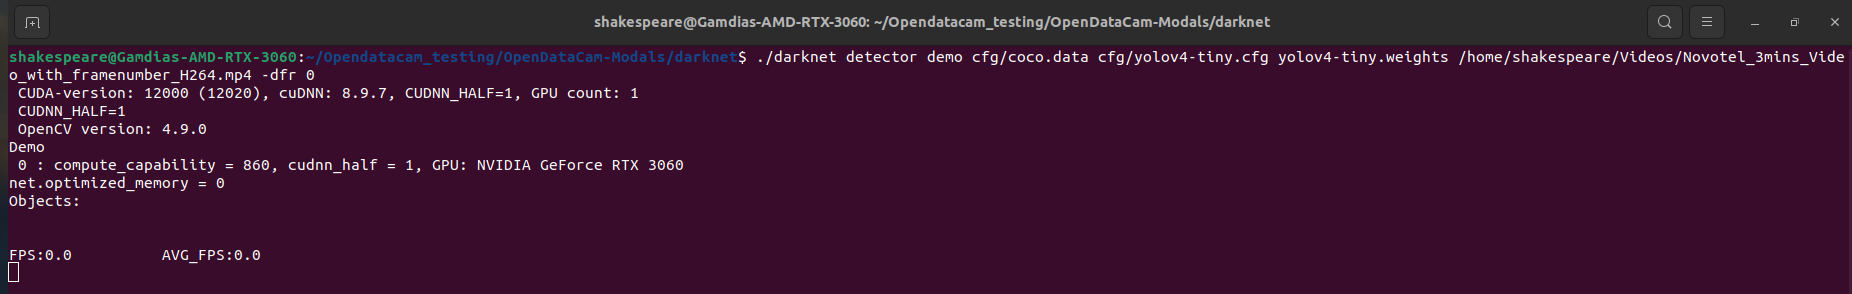 shakespeare@Gamdias-AMD-RTX-3060: ~/Opendatacam_testing/OpenDataCam-Modals/darknet
shakespeare@Gamdias-AMD-RTX-3060:~/Opendatacam_testing/OpenDataCam-Modals/darknet$ ./darknet detector demo cfg/coco.data cfg/yolov4-tiny.cfg yolov4-tiny.weights /home/shakespeare/Videos/Novotel_3mins_Vide
o_with_framenumber_H264.mp4 -dfr 0
CUDA-version: 12000 (12020), cuDNN: 8.9.7, CUDNN_HALF=1, GPU count: 1
CUDNN_HALF=1
OpenCV version: 4.9.0
Demo
0 : compute_capability = 860, cudnn_half = 1, GPU: NVIDIA GeForce RTX 3060
net.optimized_memory = 0
Objects:
FPS:0.0          AVG_FPS:0.0